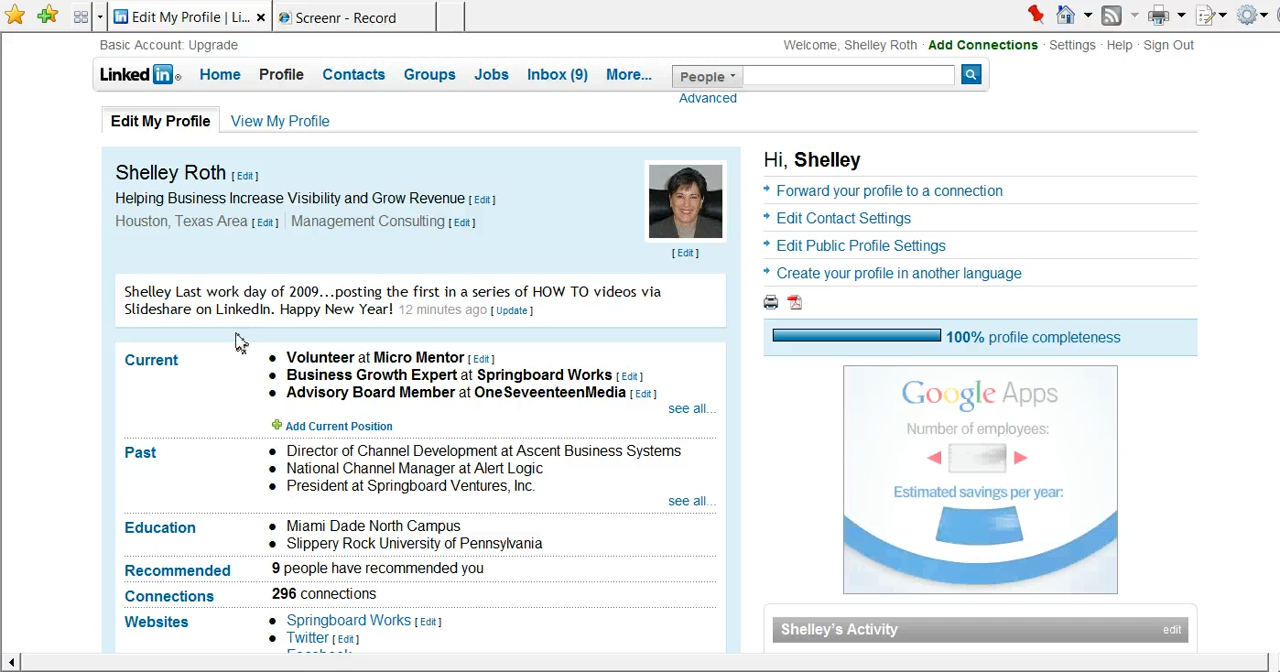 Edit My Profile | Li...
Screenr - Record
Basic Account: Upgrade
Welcome, Shelley Roth · Add Connections · Settings · Help · Sign Out
Linked in ® Home Profile Contacts Groups Jobs Inbox (9) More... People
Advanced
Edit My Profile View My Profile
Shelley Roth [ Edit ]
Helping Business Increase Visibility and Grow Revenue [ Edit ]
Houston, Texas Area [ Edit ] | Management Consulting [ Edit ]
[ Edit ]
Shelley Last work day of 2009...posting the first in a series of HOW TO videos via
Slideshare on LinkedIn. Happy New Year! 12 minutes ago [ Update ]
Current
• Volunteer at Micro Mentor [ Edit ]
• Business Growth Expert at Springboard Works [ Edit ]
• Advisory Board Member at OneSeventeenMedia [ Edit ]
see all...
Add Current Position
Past
• Director of Channel Development at Ascent Business Systems
• National Channel Manager at Alert Logic
• President at Springboard Ventures, Inc.
see all...
Education
• Miami Dade North Campus
• Slippery Rock University of Pennsylvania
Recommended 9 people have recommended you
Connections 296 connections
Websites
• Springboard Works [ Edit ]
• Twitter [ Edit ]
Facebook
Hi, Shelley
Forward your profile to a connection
Edit Contact Settings
Edit Public Profile Settings
Create your profile in another language
100% profile completeness
Google Apps
Number of employees:
Estimated savings per year:
Shelley's Activity edit